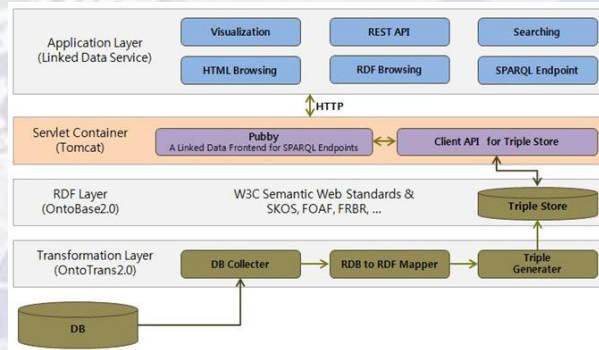 Application Layer
(Linked Data Service)
Visualization
REST API
Searching
HTML Browsing
RDF Browsing
SPARQL Endpoint
HTTP
Servlet Container
(Tomcat)
Pubby
A Linked Data Frontend for SPARQL Endpoints
Client API for Triple Store
RDF Layer
(OntoBase2.0)
W3C Semantic Web Standards &
SKOS, FOAF, FRBR, ...
Triple Store
Transformation Layer
(OntoTrans2.0)
DB Collecter
RDB to RDF Mapper
Triple
Generater
DB